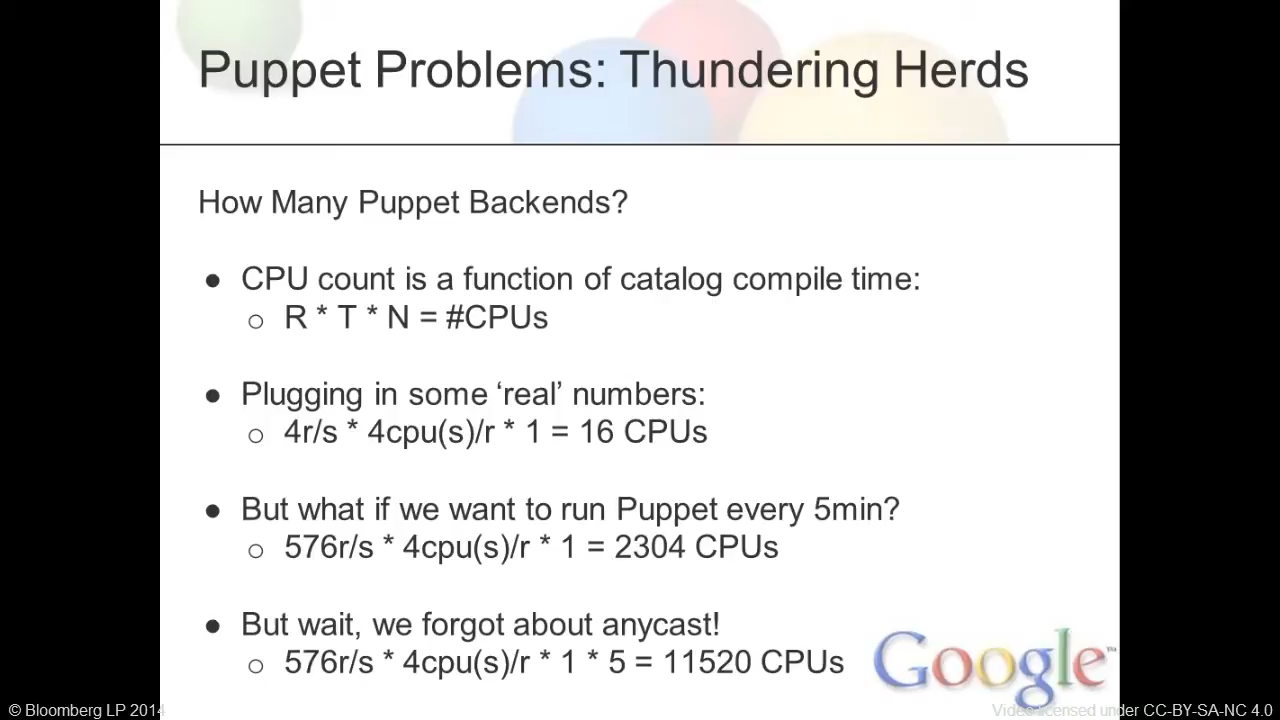 Puppet Problems: Thundering Herds
How Many Puppet Backends?
● CPU count is a function of catalog compile time:
○ R * T * N = #CPUs
● Plugging in some ‘real’ numbers:
○ 4r/s * 4cpu(s)/r * 1 = 16 CPUs
● But what if we want to run Puppet every 5min?
○ 576r/s * 4cpu(s)/r * 1 = 2304 CPUs
● But wait, we forgot about anycast!
○ 576r/s * 4cpu(s)/r * 1 * 5 = 11520 CPUs
Google™
© Bloomberg LP 2014
Video licensed under CC-BY-SA-NC 4.0